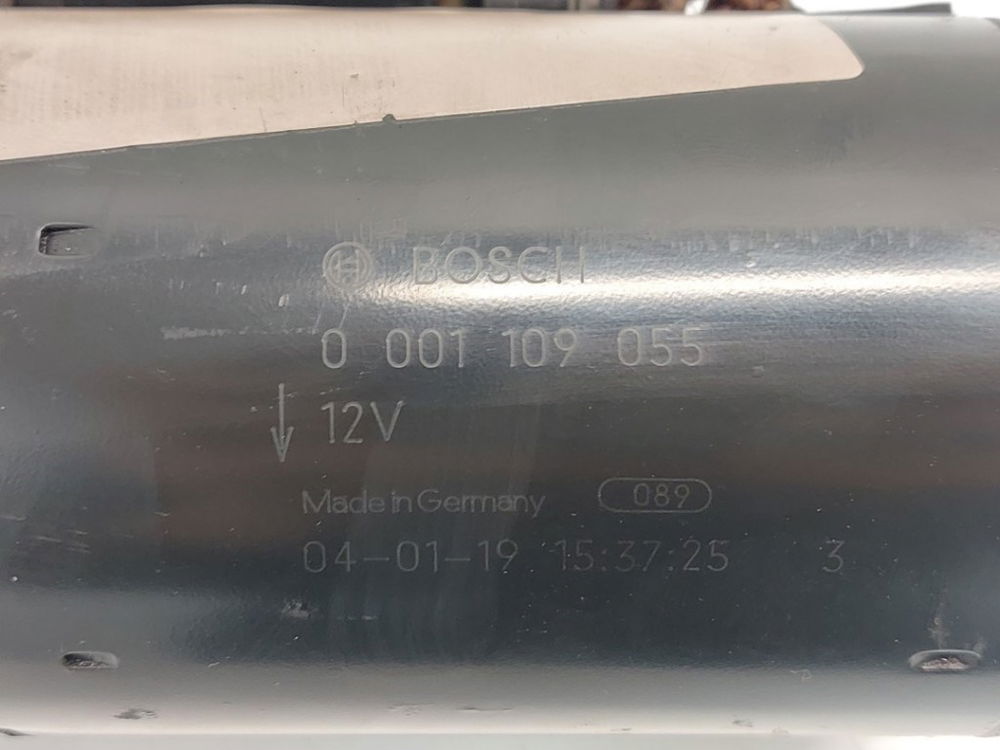 BOSCH
0 001 109 055
12V
Made in Germany 089
04-01-19 15:37:25 3